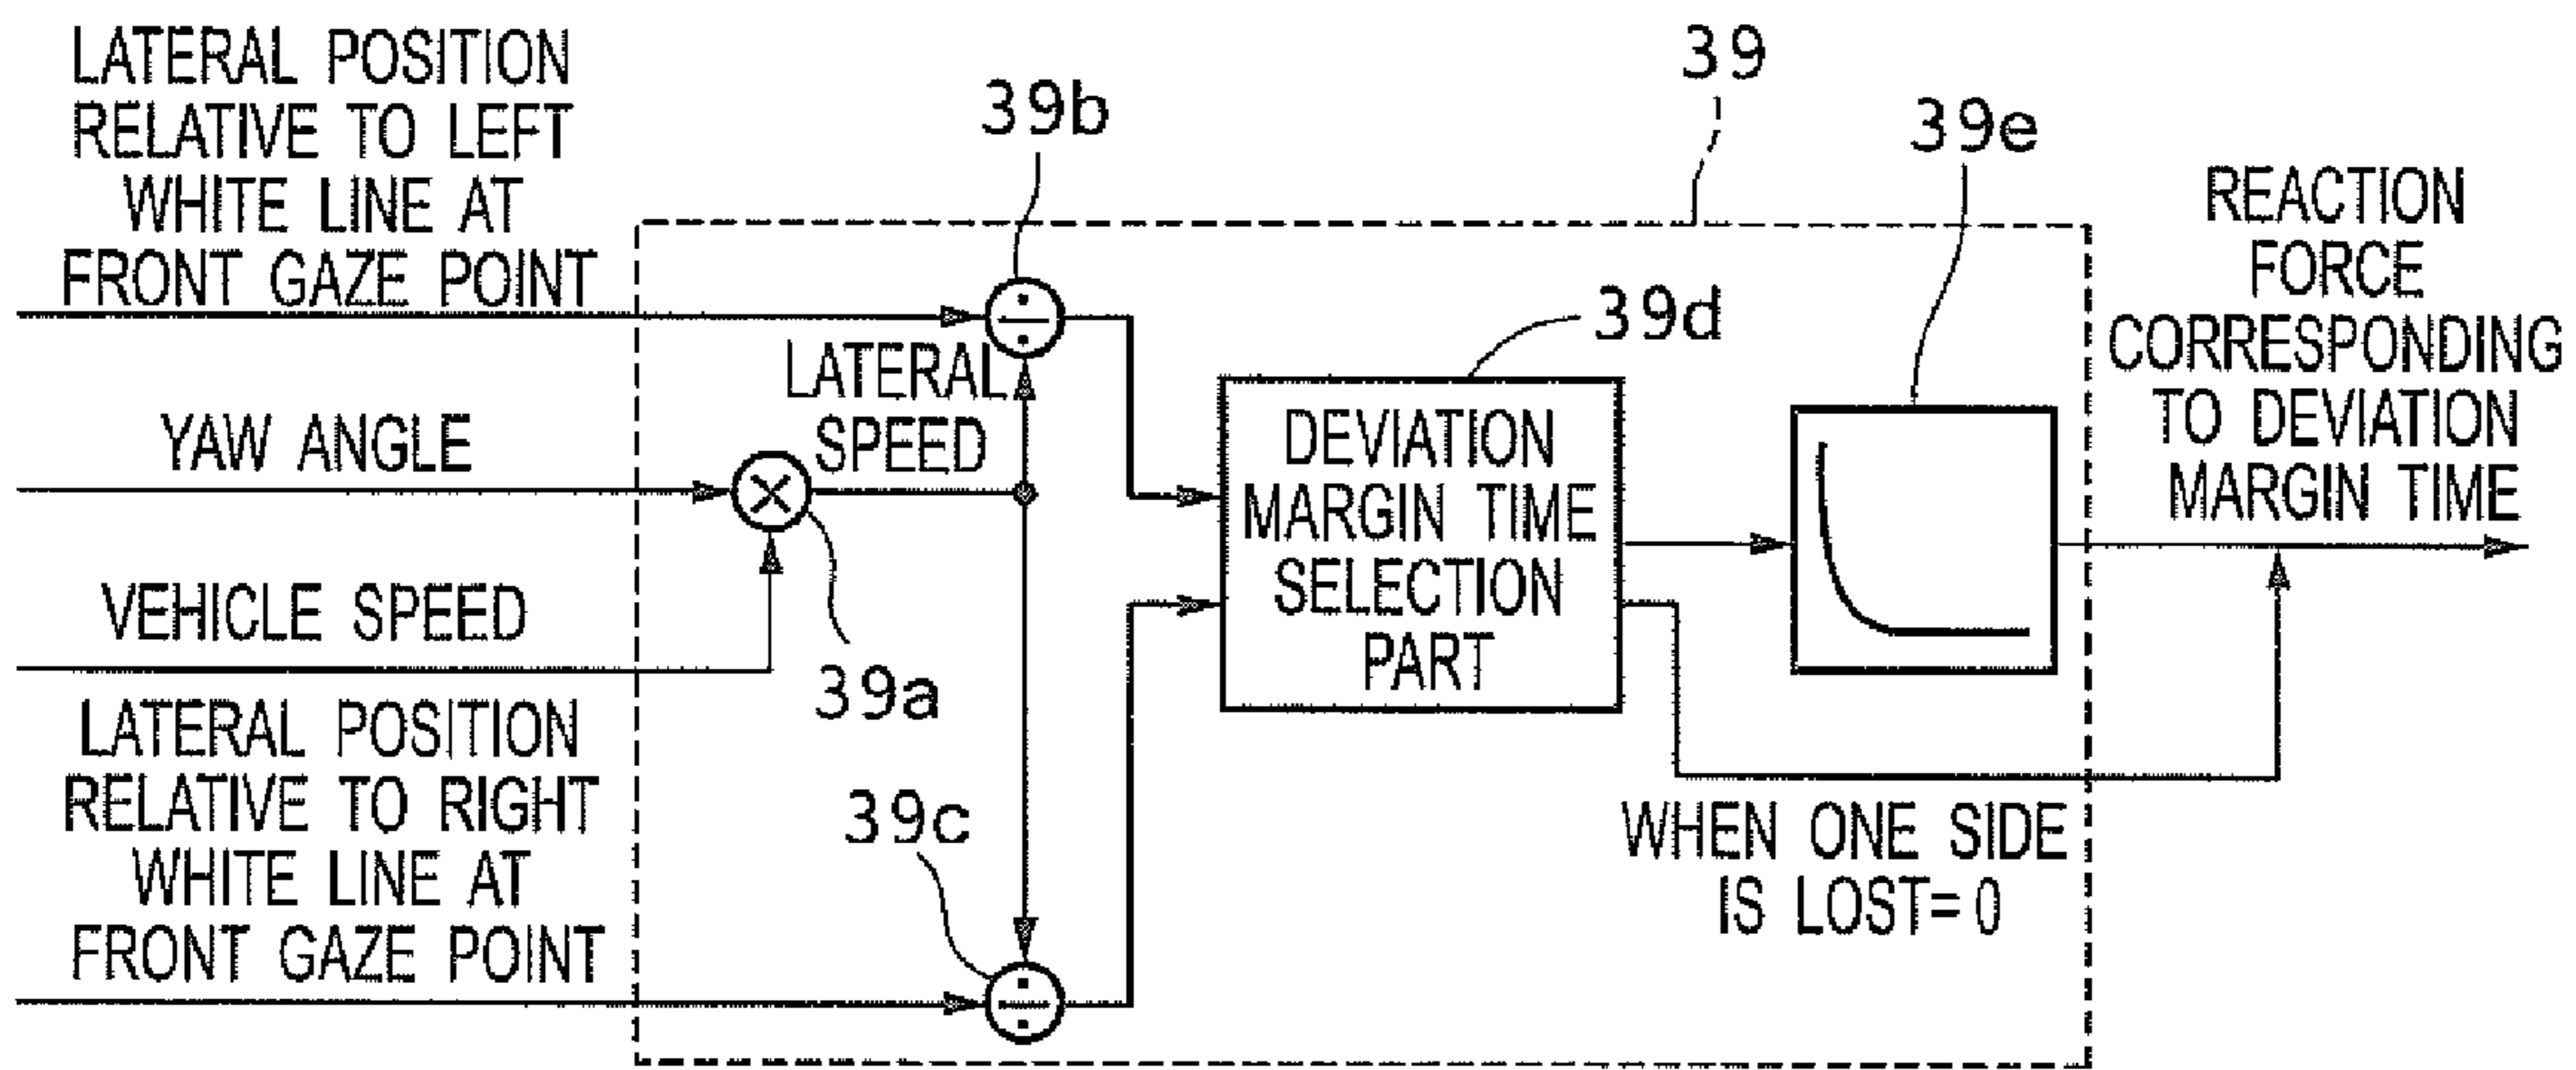 LATERAL POSITION
RELATIVE TO LEFT
WHITE LINE AT
FRONT GAZE POINT
YAW ANGLE
VEHICLE SPEED
LATERAL POSITION
RELATIVE TO RIGHT
WHITE LINE AT
FRONT GAZE POINT
39b
LATERAL
SPEED
39a
39c
39
39d
DEVIATION
MARGIN TIME
SELECTION
PART
39e
WHEN ONE SIDE
IS LOST=0
REACTION
FORCE
CORRESPONDING
TO DEVIATION
MARGIN TIME